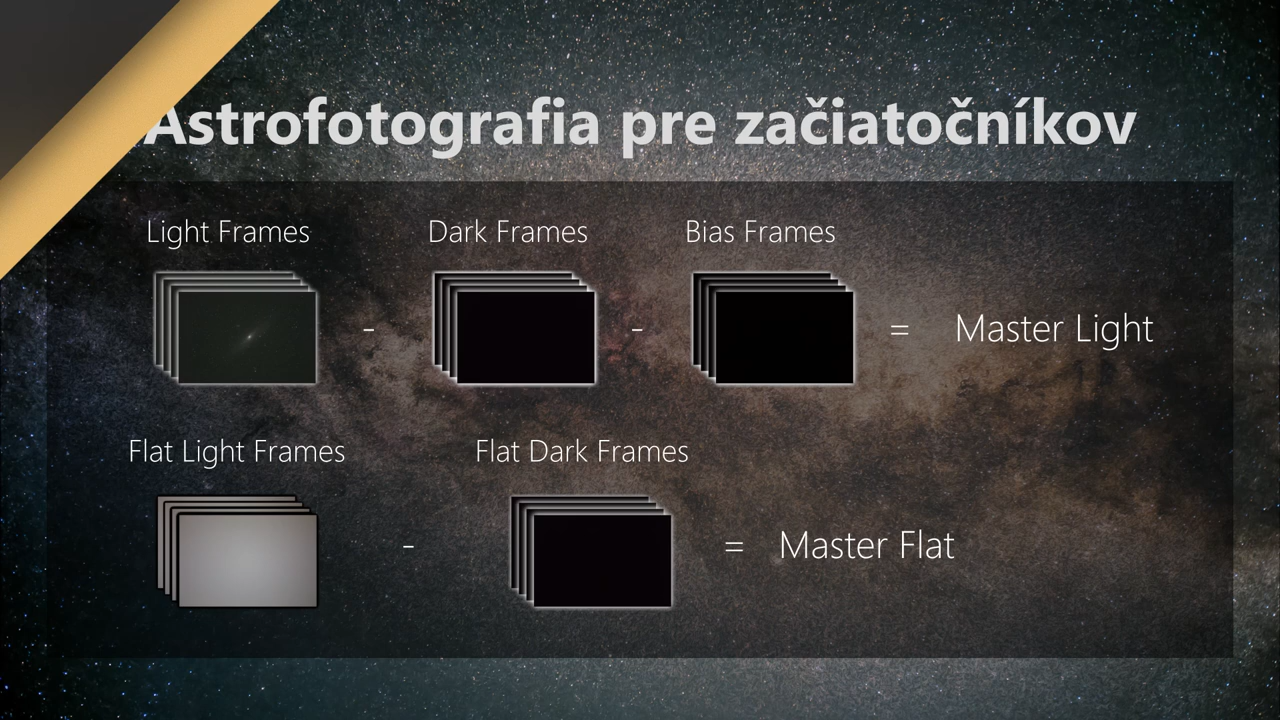 Astrofotografia pre začiatočníkov
Light Frames Dark Frames Bias Frames
- - = Master Light
Flat Light Frames Flat Dark Frames
- = Master Flat